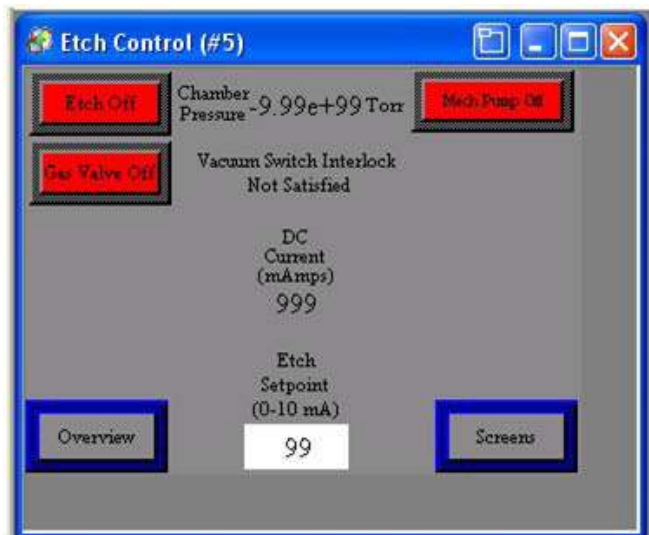 Etch Control (#5)
Etch Off
Chamber
Pressure -9.99e+99 Torr
Mech Pump Off
Gas Valve Off
Vacuum Switch Interlock
Not Satisfied
DC
Current
(mAmps)
999
Etch
Setpoint
(0-10 mA)
99
Overview
Screens